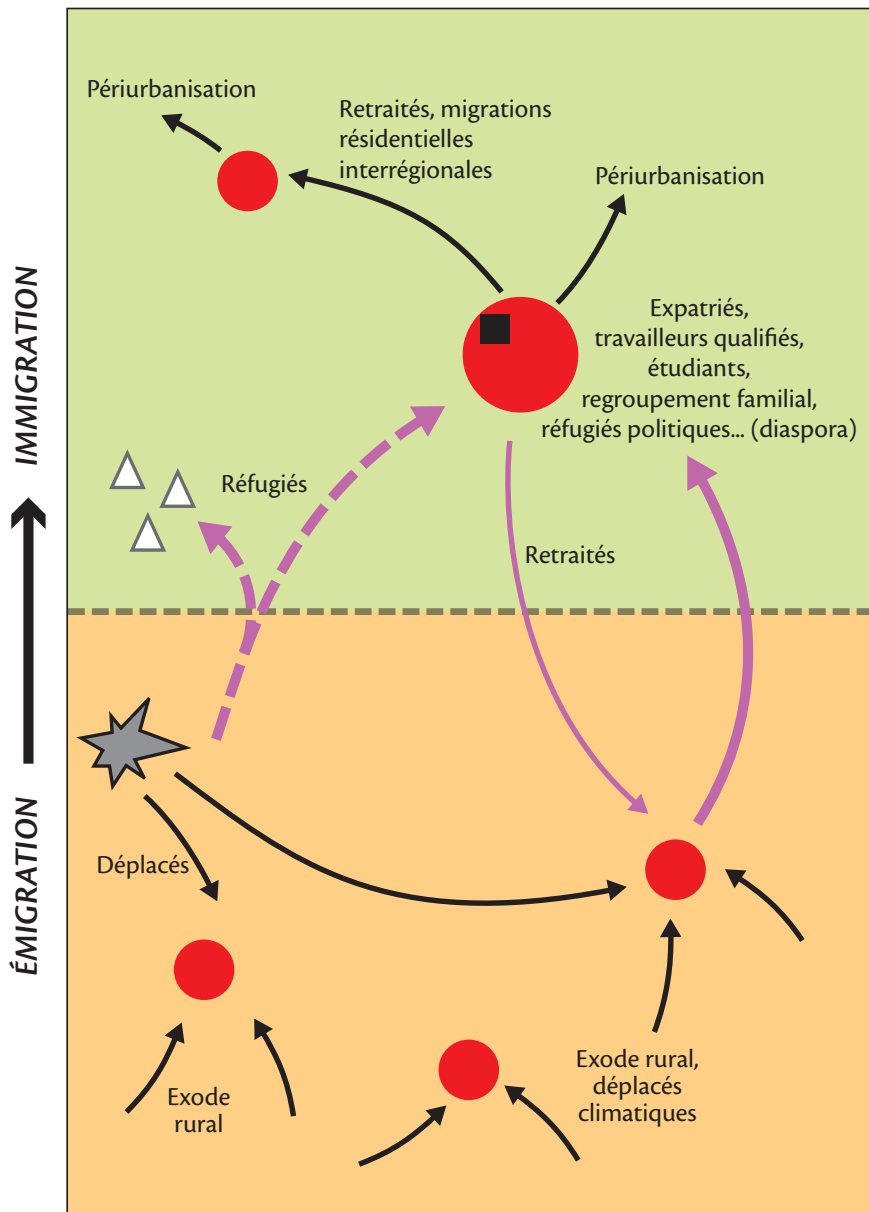 Périurbanisation
Retraités, migrations
résidentielles
interrégionales
Périurbanisation
IMMIGRATION
Expatriés,
travailleurs qualifiés,
étudiants,
regroupement familial,
réfugiés politiques... (diaspora)
Réfugiés
Retraités
ÉMIGRATION
Déplacés
Exode
rural
Exode rural,
déplacés
climatiques